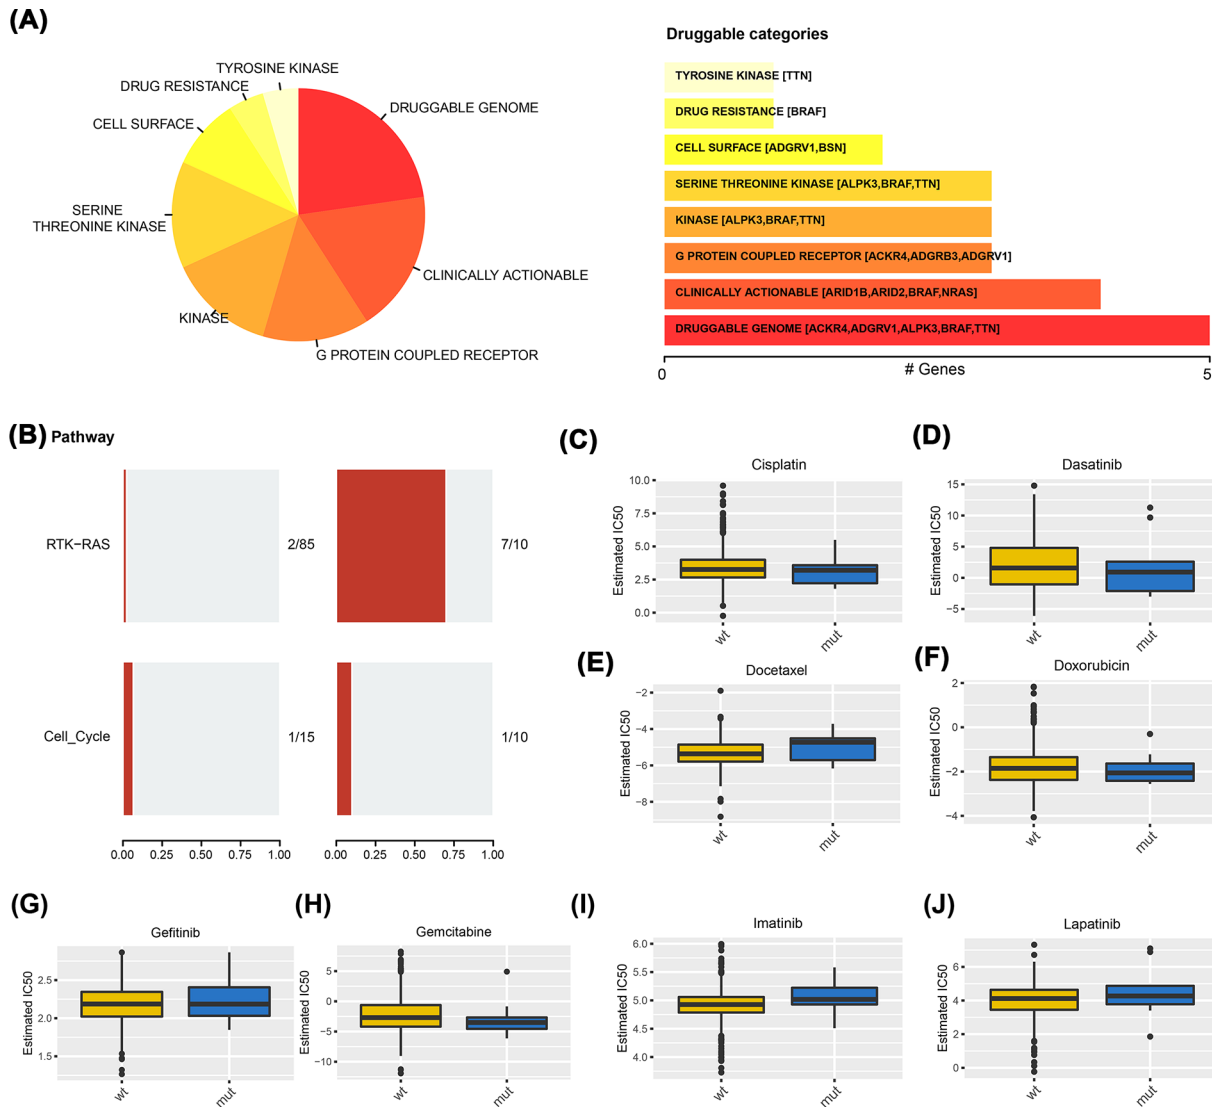 (A)
TYROSINE KINASE
DRUG RESISTANCE
CELL SURFACE
SERINE
THREONINE KINASE
KINASE
DRUGGABLE GENOME
CLINICALLY ACTIONABLE
G PROTEIN COUPLED RECEPTOR
Druggable categories
TYROSINE KINASE [TTN]
DRUG RESISTANCE [BRAF]
CELL SURFACE [ADGRV1,BSN]
SERINE THREONINE KINASE [ALPK3,BRAF,TTN]
KINASE [ALPK3,BRAF,TTN]
G PROTEIN COUPLED RECEPTOR [ACKR4,ADGRB3,ADGRV1]
CLINICALLY ACTIONABLE [ARID1B,ARID2,BRAF,NRAS]
DRUGGABLE GENOME [ACKR4,ADGRV1,ALPK3,BRAF,TTN]
0 5
# Genes
(B) Pathway
RTK−RAS 2/85 7/10
Cell_Cycle 1/15 1/10
0.00 0.25 0.50 0.75 1.00 0.00 0.25 0.50 0.75 1.00
(C)
Cisplatin
Estimated IC50
10.0
7.5
5.0
2.5
0.0
wt mut
(D)
Dasatinib
Estimated IC50
15
10
5
0
−5
wt mut
(E)
Docetaxel
Estimated IC50
−2
−4
−6
−8
wt mut
(F)
Doxorubicin
Estimated IC50
2
0
−2
−4
wt mut
(G)
Gefitinib
Estimated IC50
2.5
2.0
1.5
wt mut
(H)
Gemcitabine
Estimated IC50
5
0
−5
−10
wt mut
(I)
Imatinib
Estimated IC50
6.0
5.5
5.0
4.5
4.0
wt mut
(J)
Lapatinib
Estimated IC50
6
4
2
0
wt mut